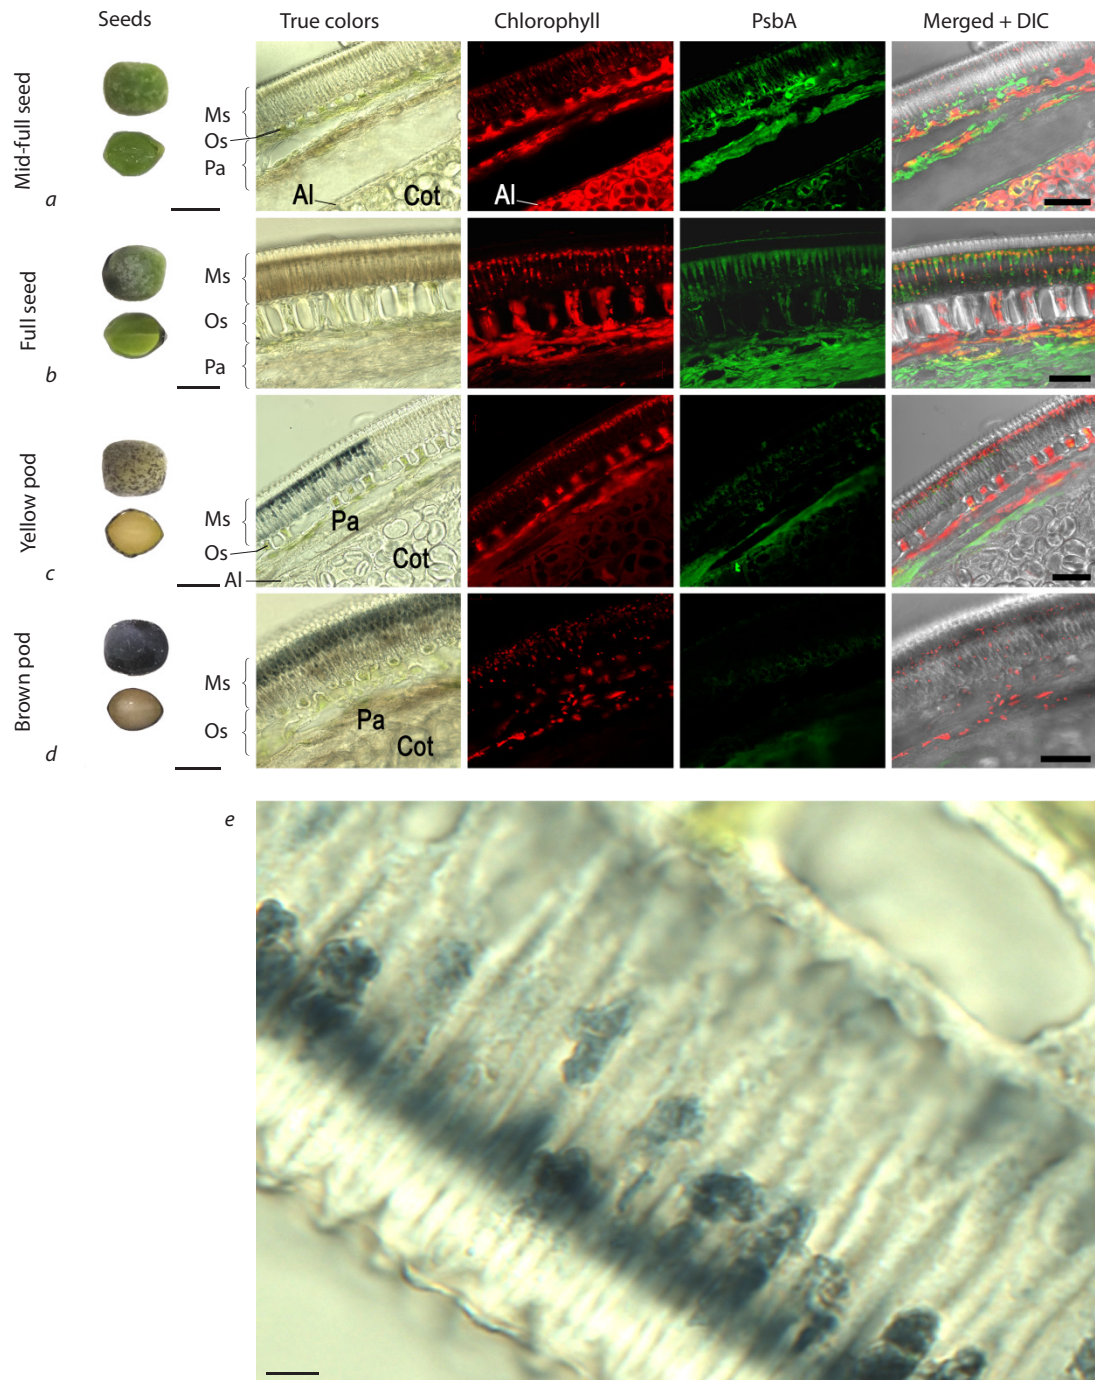 Seeds True colors Chlorophyll PsbA Merged + DIC
Mid-full seed
Ms
Os
Pa
Al Cot Al
a
Full seed
Ms
Os
Pa
b
Yellow pod
Ms Pa
Os Cot
Al
c
Brown pod
Ms
Os Pa
Cot
d
e